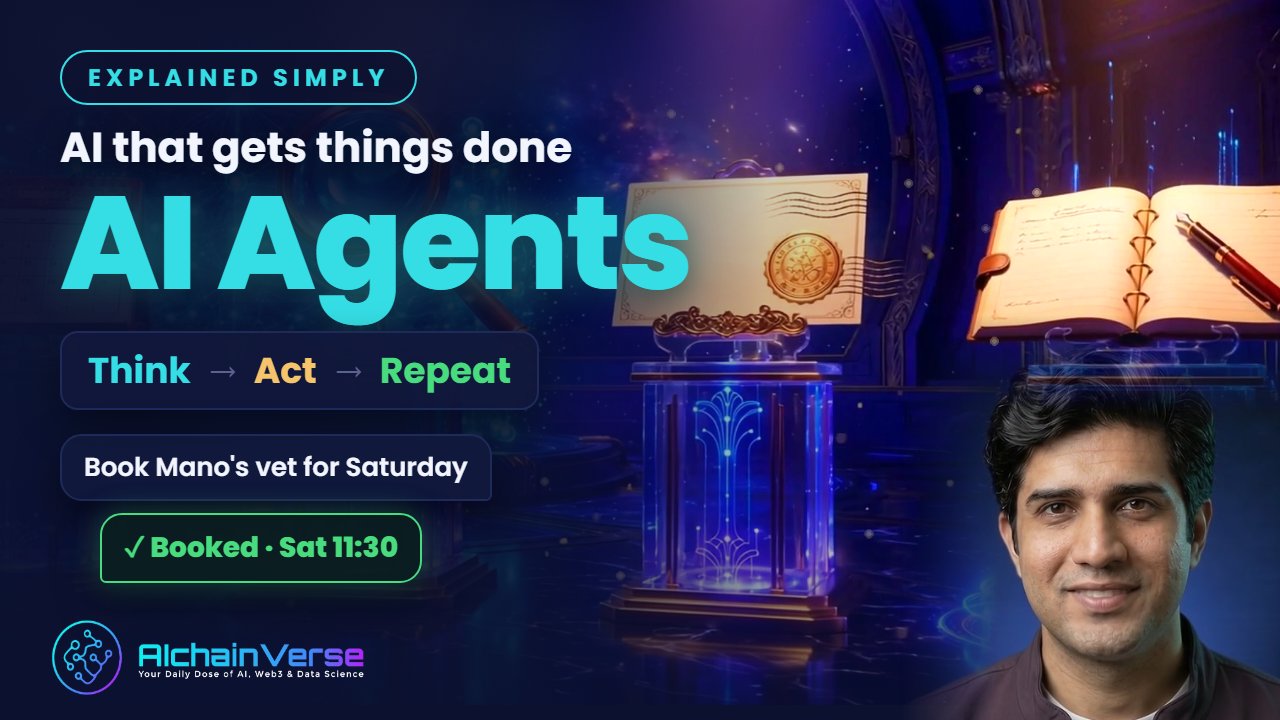 EXPLAINED SIMPLY
AI that gets things done
AI Agents
Think → Act → Repeat
Book Mano's vet for Saturday
✓ Booked · Sat 11:30
AIchainVerse
Your Daily Dose of AI, Web3 & Data Science